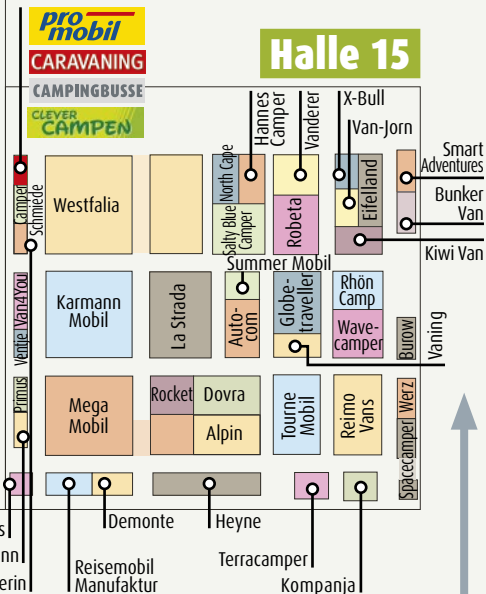 pro
mobil
CARAVANING
CAMPINGBUSSE
CLEVER
CAMPEN
Halle 15
Hannes
Camper
Vanderer
X-Bull
Van-Jorn
Smart
Adventures
Bunker
Van
Kiwi Van
Camper
Schmiede
Westfalia
North Cape
Salty Blue
Camper
Robeta
Eifelland
Summer Mobil
Ventje
Van4You
Karmann
Mobil
La Strada
Auto-
com
Globe-
traveller
Rhön
Camp
Wave-
camper
Burow
Vaning
Primus
Mega
Mobil
Rocket
Dovra
Alpin
Tourne
Mobil
Reimo
Vans
Werz
Spacecamper
s
nn
erin
Demonte
Heyne
Reisemobil
Manufaktur
Terracamper
Kompanja